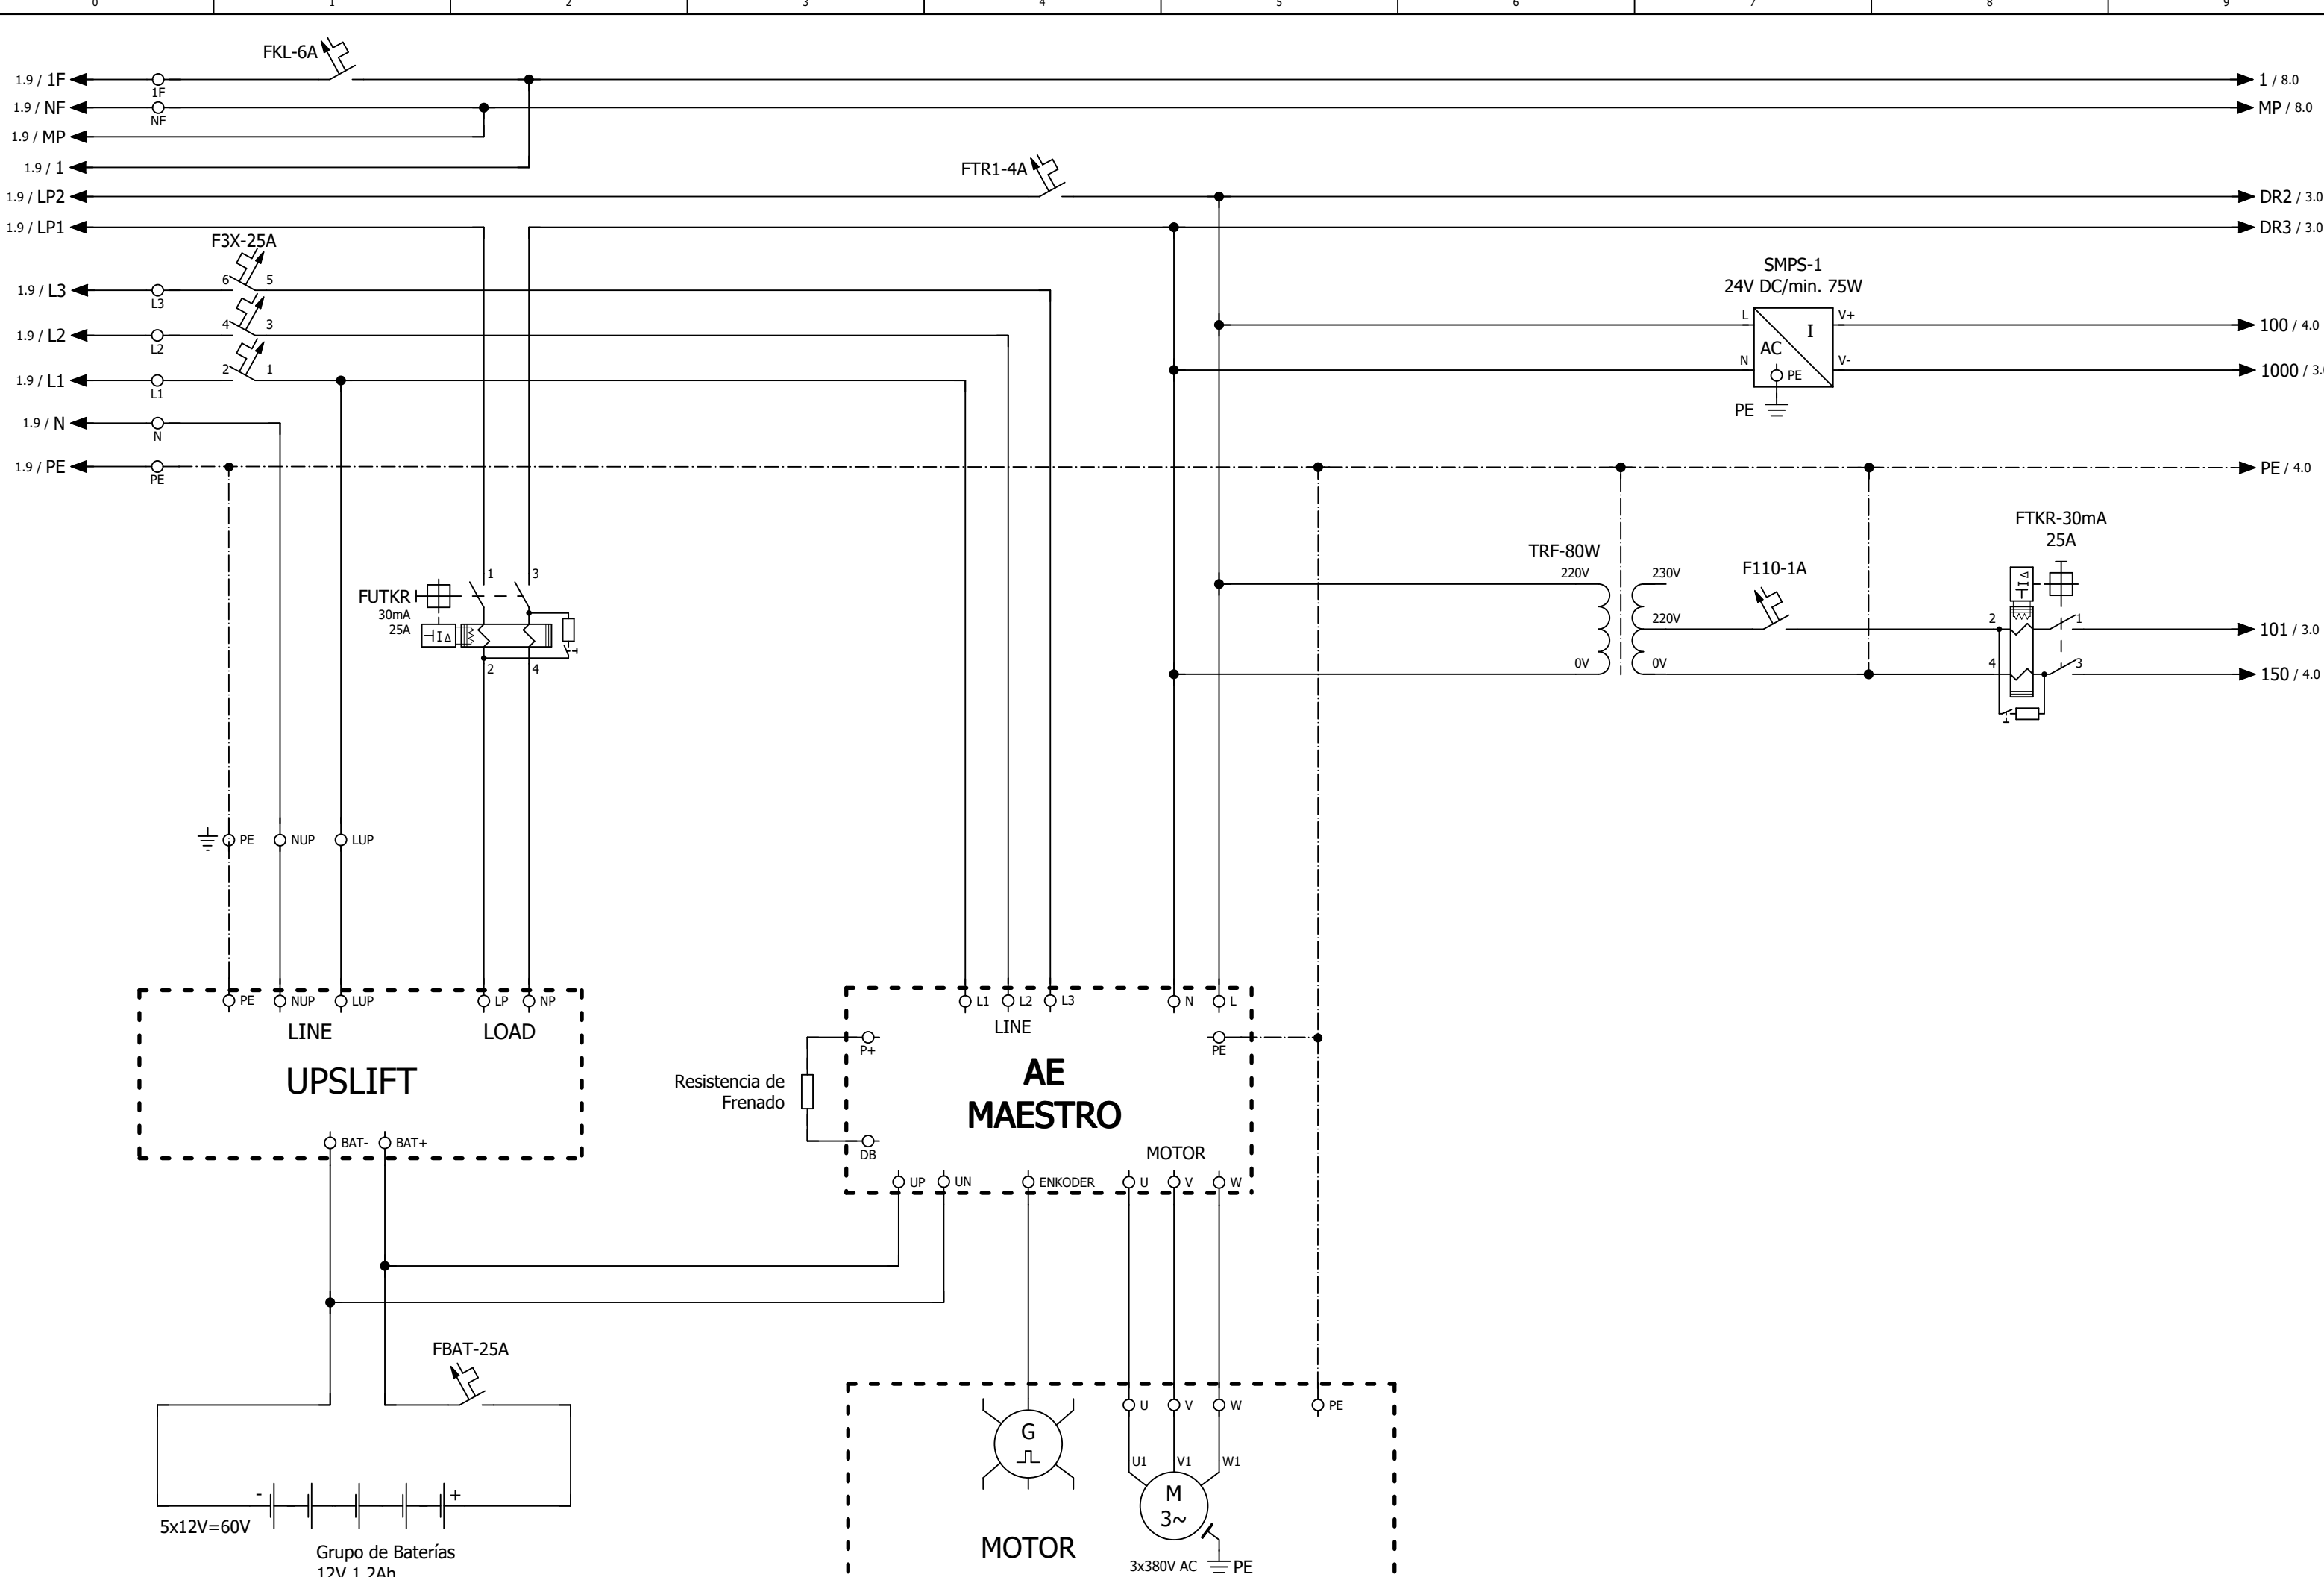 0 1 2 3 4 5 6 7 8 9
FKL-6A
1.9 / 1F
1F
1 / 8.0
1.9 / NF
NF
MP / 8.0
1.9 / MP
1.9 / 1
FTR1-4A
1.9 / LP2
DR2 / 3.0
1.9 / LP1
DR3 / 3.0
F3X-25A
SMPS-1
24V DC/min. 75W
6 5
1.9 / L3
L3
4 3
L V+
I
100 / 4.0
1.9 / L2
L2
AC
2 1
N V-
1000 / 3.
1.9 / L1
L1
PE
PE
1.9 / N
N
1.9 / PE
PE
PE / 4.0
FTKR-30mA
25A
TRF-80W
220V 230V
F110-1A
1 3
FUTKR
30mA
25A
I Δ
I Δ
220V
2 1
101 / 3.0
2 4
0V 0V
4 3
150 / 4.0
PE NUP LUP
PE NUP LUP LP NP
LINE LOAD
UPSLIFT
BAT- BAT+
L1 L2 L3 N L
LINE
P+
PE
Resistencia de
Frenado
AE
MAESTRO
DB
MOTOR
UP UN ENKODER U V W
FBAT-25A
U V W PE
G
U1 V1 W1
M
3~
- +
5x12V=60V
MOTOR
Grupo de Baterías
12V 1.2Ah
3x380V AC PE